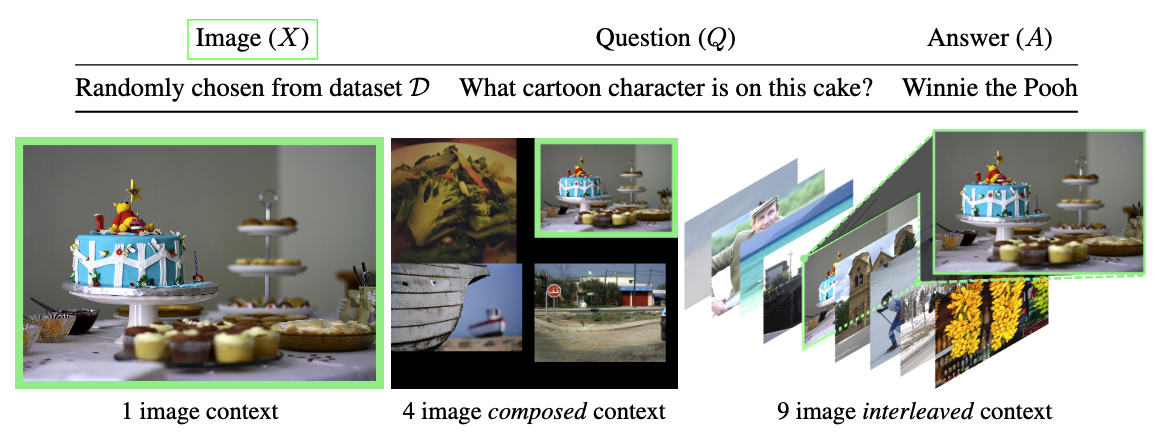 Image (X) Question (Q) Answer (A)
Randomly chosen from dataset D What cartoon character is on this cake? Winnie the Pooh
1 image context 4 image composed context 9 image interleaved context